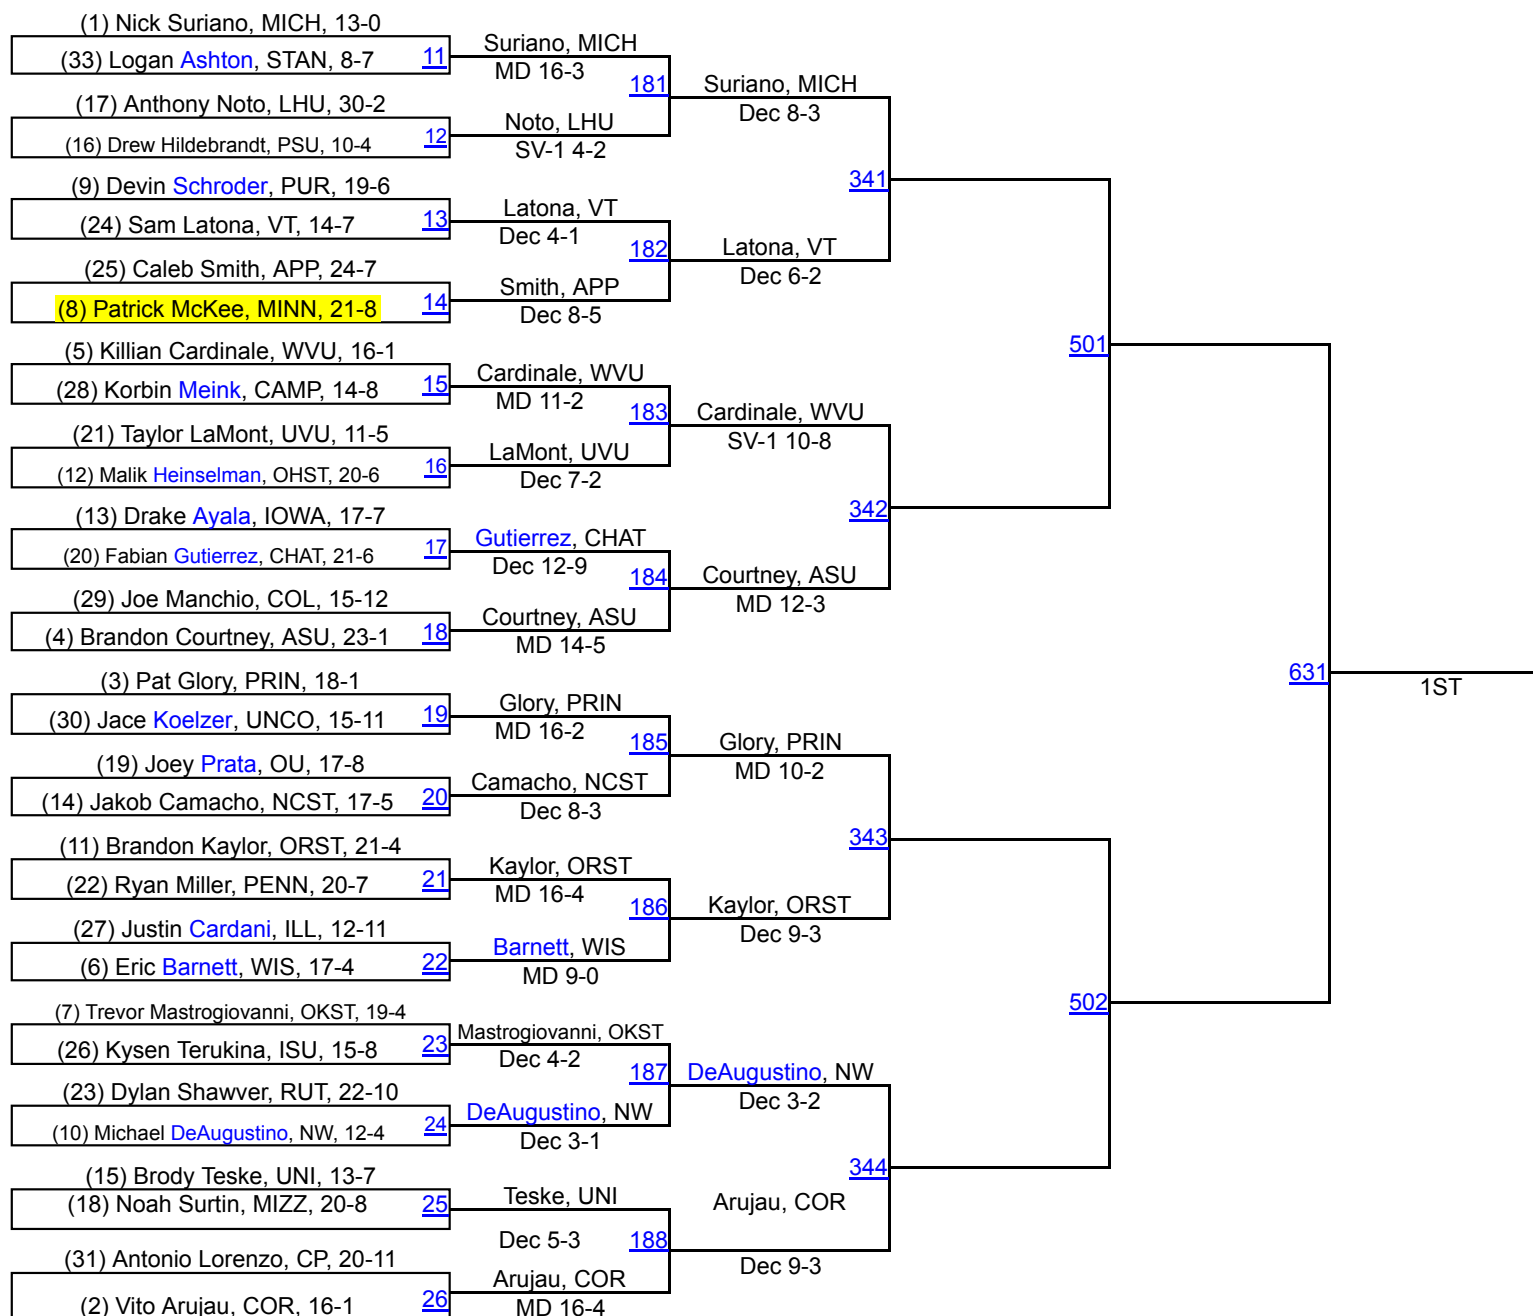 (1) Nick Suriano, MICH, 13-0
(33) Logan Ashton, STAN, 8-7
11
(17) Anthony Noto, LHU, 30-2
(16) Drew Hildebrandt, PSU, 10-4
12
(9) Devin Schroder, PUR, 19-6
(24) Sam Latona, VT, 14-7
13
(25) Caleb Smith, APP, 24-7
(8) Patrick McKee, MINN, 21-8
14
(5) Killian Cardinale, WVU, 16-1
(28) Korbin Meink, CAMP, 14-8
15
(21) Taylor LaMont, UVU, 11-5
(12) Malik Heinselman, OHST, 20-6
16
(13) Drake Ayala, IOWA, 17-7
(20) Fabian Gutierrez, CHAT, 21-6
17
(29) Joe Manchio, COL, 15-12
(4) Brandon Courtney, ASU, 23-1
18
(3) Pat Glory, PRIN, 18-1
(30) Jace Koelzer, UNCO, 15-11
19
(19) Joey Prata, OU, 17-8
(14) Jakob Camacho, NCST, 17-5
20
(11) Brandon Kaylor, ORST, 21-4
(22) Ryan Miller, PENN, 20-7
21
(27) Justin Cardani, ILL, 12-11
(6) Eric Barnett, WIS, 17-4
22
(7) Trevor Mastrogiovanni, OKST, 19-4
(26) Kysen Terukina, ISU, 15-8
23
(23) Dylan Shawver, RUT, 22-10
(10) Michael DeAugustino, NW, 12-4
24
(15) Brody Teske, UNI, 13-7
(18) Noah Surtin, MIZZ, 20-8
25
(31) Antonio Lorenzo, CP, 20-11
(2) Vito Arujau, COR, 16-1
26
Suriano, MICH
MD 16-3
181
Noto, LHU
SV-1 4-2
Latona, VT
Dec 4-1
182
Smith, APP
Dec 8-5
Cardinale, WVU
MD 11-2
183
LaMont, UVU
Dec 7-2
Gutierrez, CHAT
Dec 12-9
184
Courtney, ASU
MD 14-5
Glory, PRIN
MD 16-2
185
Camacho, NCST
Dec 8-3
Kaylor, ORST
MD 16-4
186
Barnett, WIS
MD 9-0
Mastrogiovanni, OKST
Dec 4-2
187
DeAugustino, NW
Dec 3-1
Teske, UNI
Dec 5-3
188
Arujau, COR
MD 16-4
Suriano, MICH
Dec 8-3
341
Latona, VT
Dec 6-2
Cardinale, WVU
SV-1 10-8
342
Courtney, ASU
MD 12-3
Glory, PRIN
MD 10-2
343
Kaylor, ORST
Dec 9-3
DeAugustino, NW
Dec 3-2
344
Arujau, COR
Dec 9-3
501
502
631
1ST